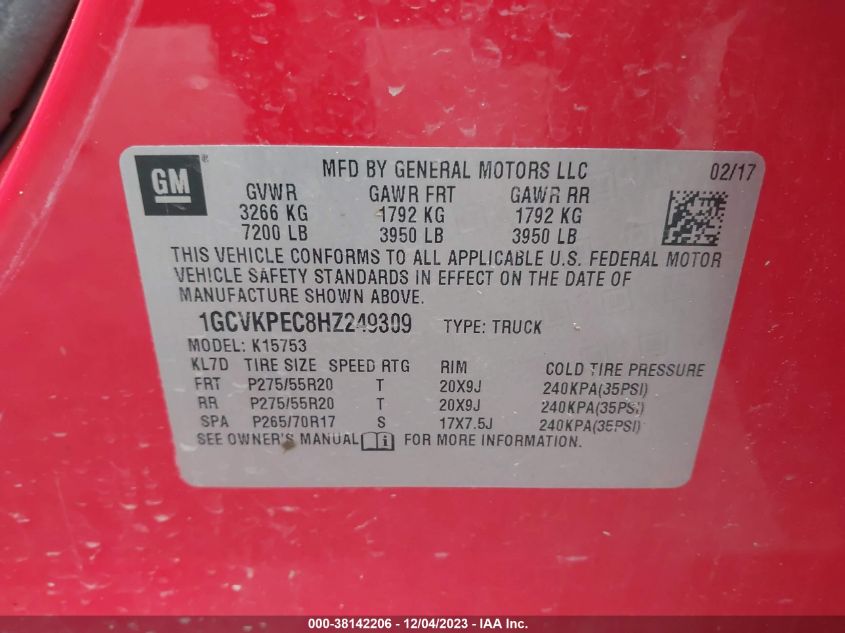 GM ® MFD BY GENERAL MOTORS LLC 02/17
GVWR GAWR FRT GAWR RR
3266 KG 1792 KG 1792 KG
7200 LB 3950 LB 3950 LB
THIS VEHICLE CONFORMS TO ALL APPLICABLE U.S. FEDERAL MOTOR
VEHICLE SAFETY STANDARDS IN EFFECT ON THE DATE OF
MANUFACTURE SHOWN ABOVE.
1GCVKPEC8HZ249309 TYPE: TRUCK
MODEL: K15753
KL7D TIRE SIZE SPEED RTG RIM COLD TIRE PRESSURE
FRT P275/55R20 T 20X9J 240KPA(35PSI)
RR P275/55R20 T 20X9J 240KPA(35PSI)
SPA P265/70R17 S 17X7.5J 240KPA(35PSI)
SEE OWNER'S MANUAL i FOR MORE INFORMATION.
000-38142206 - 12/04/2023 - IAA Inc.